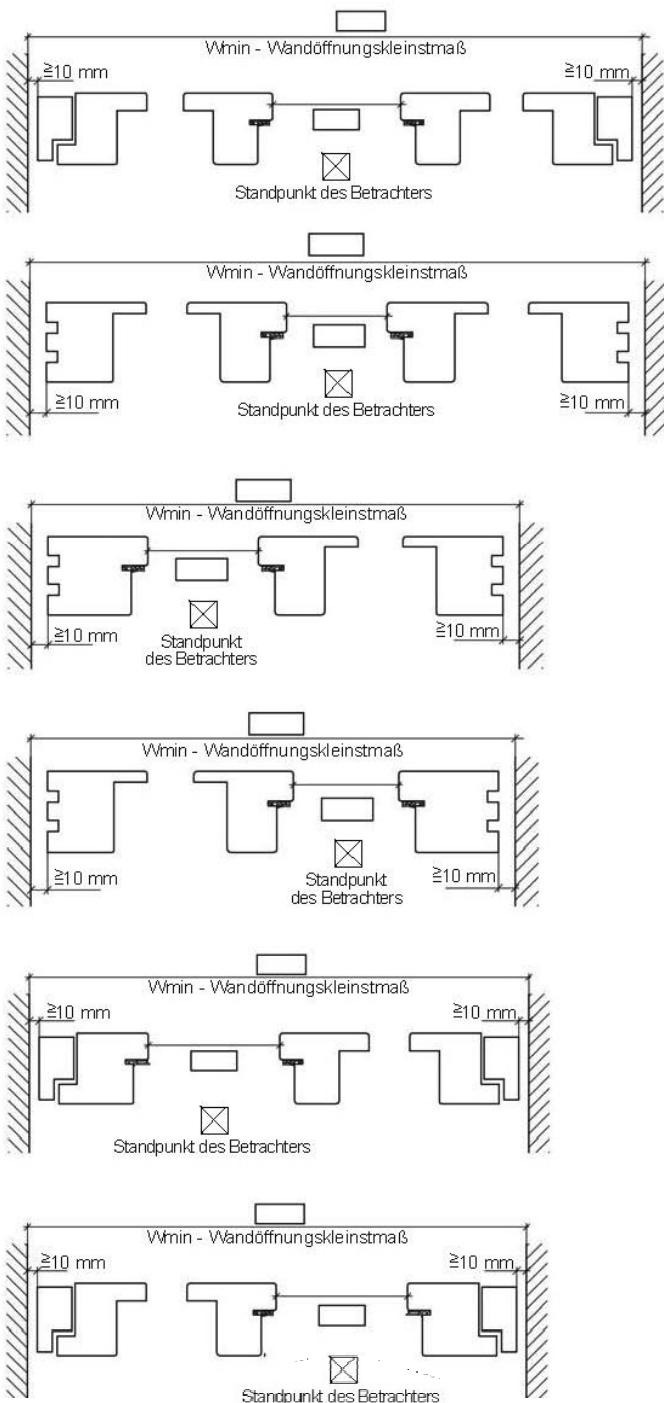 Wmin - Wandöffnungskleinstmaß
≧10 mm ≧10 mm
Standpunkt des Betrachters
Wmin - Wandöffnungskleinstmaß
≧10 mm ≧10 mm
Standpunkt des Betrachters
Wmin - Wandöffnungskleinstmaß
≧10 mm ≧10 mm
Standpunkt
des Betrachters
Wmin - Wandöffnungskleinstmaß
≧10 mm ≧10 mm
Standpunkt
des Betrachters
Wmin - Wandöffnungskleinstmaß
≧10 mm ≧10 mm
Standpunkt des Betrachters
Wmin - Wandöffnungskleinstmaß
≧10 mm ≧10 mm
Standpunkt des Betrachters